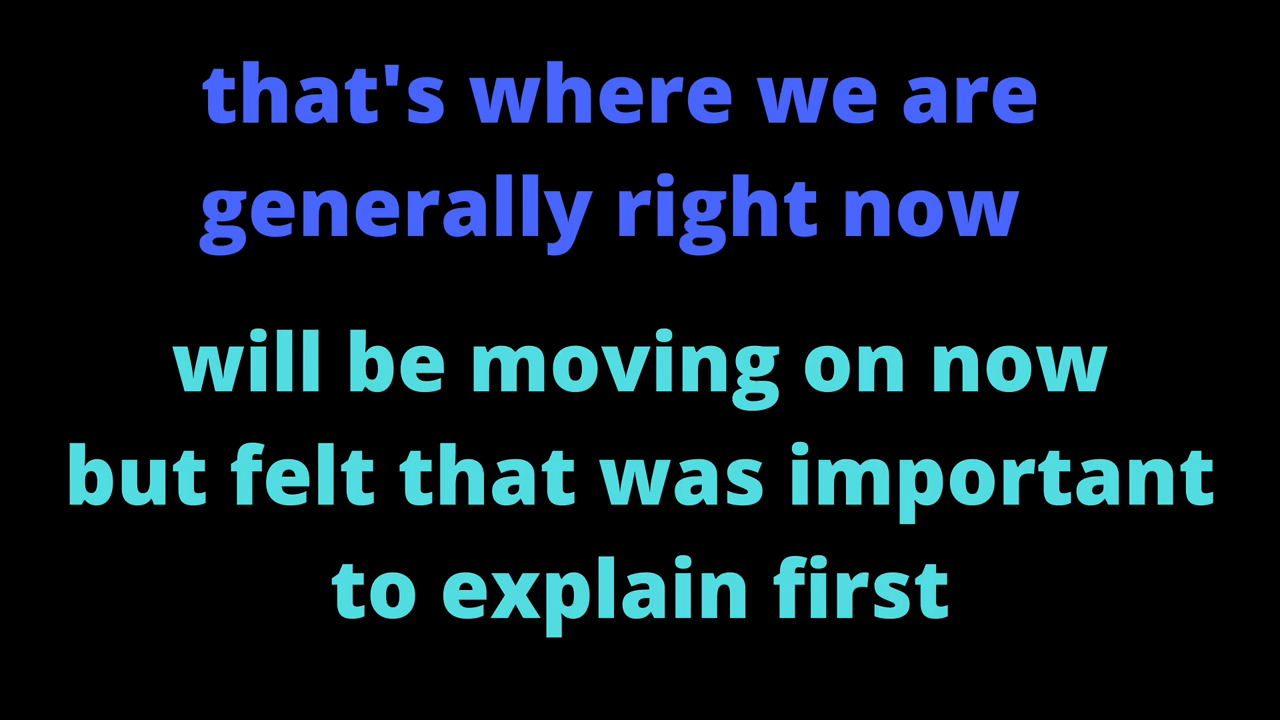 that's where we are
generally right now
will be moving on now
but felt that was important
to explain first